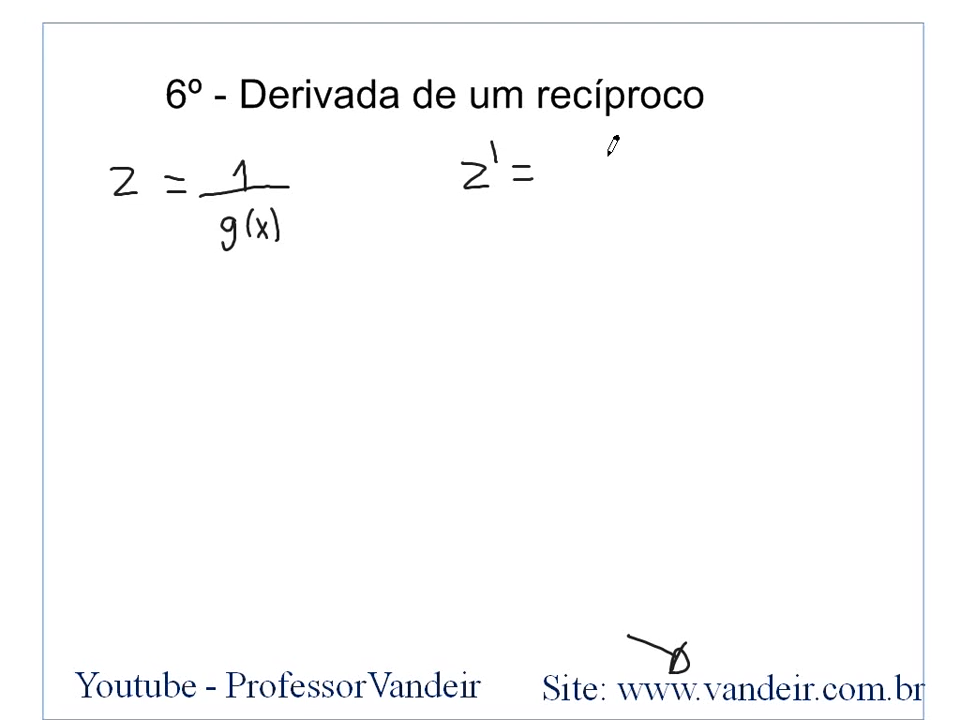 6º - Derivada de um recíproco
z = 1/g(x) z' =
Youtube - ProfessorVandeir Site: www.vandeir.com.br